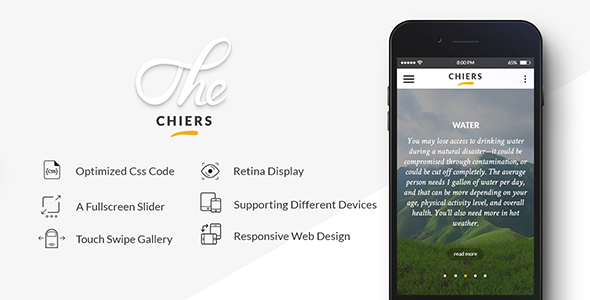 The
CHIERS
{css}
Optimized Css Code
Retina Display
A Fullscreen Slider
Supporting Different Devices
Touch Swipe Gallery
Responsive Web Design
8:00 PM
65%
CHIERS
WATER
You may lose access to drinking water
during a natural disaster—it could be
compromised through contamination, or
could be cut off completely. The average
person needs 1 gallon of water per day,
and that can be more depending on your
age, physical activity level, and overall
health. You'll also need more in hot
weather.
read more